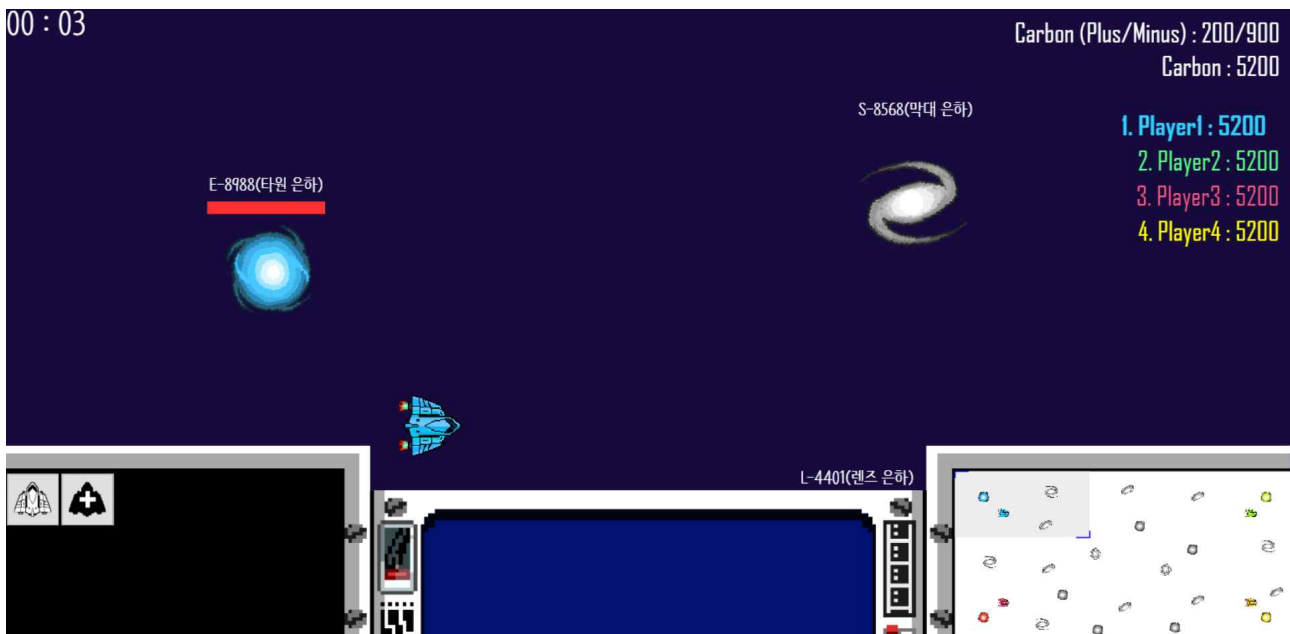 00 : 03
Carbon (Plus/Minus) : 200/900
Carbon : 5200
S-8568(막대 은하)
1. Player1 : 5200
2. Player2 : 5200
E-8988(타원 은하)
3. Player3 : 5200
4. Player4 : 5200
L-4401(렌즈 은하)